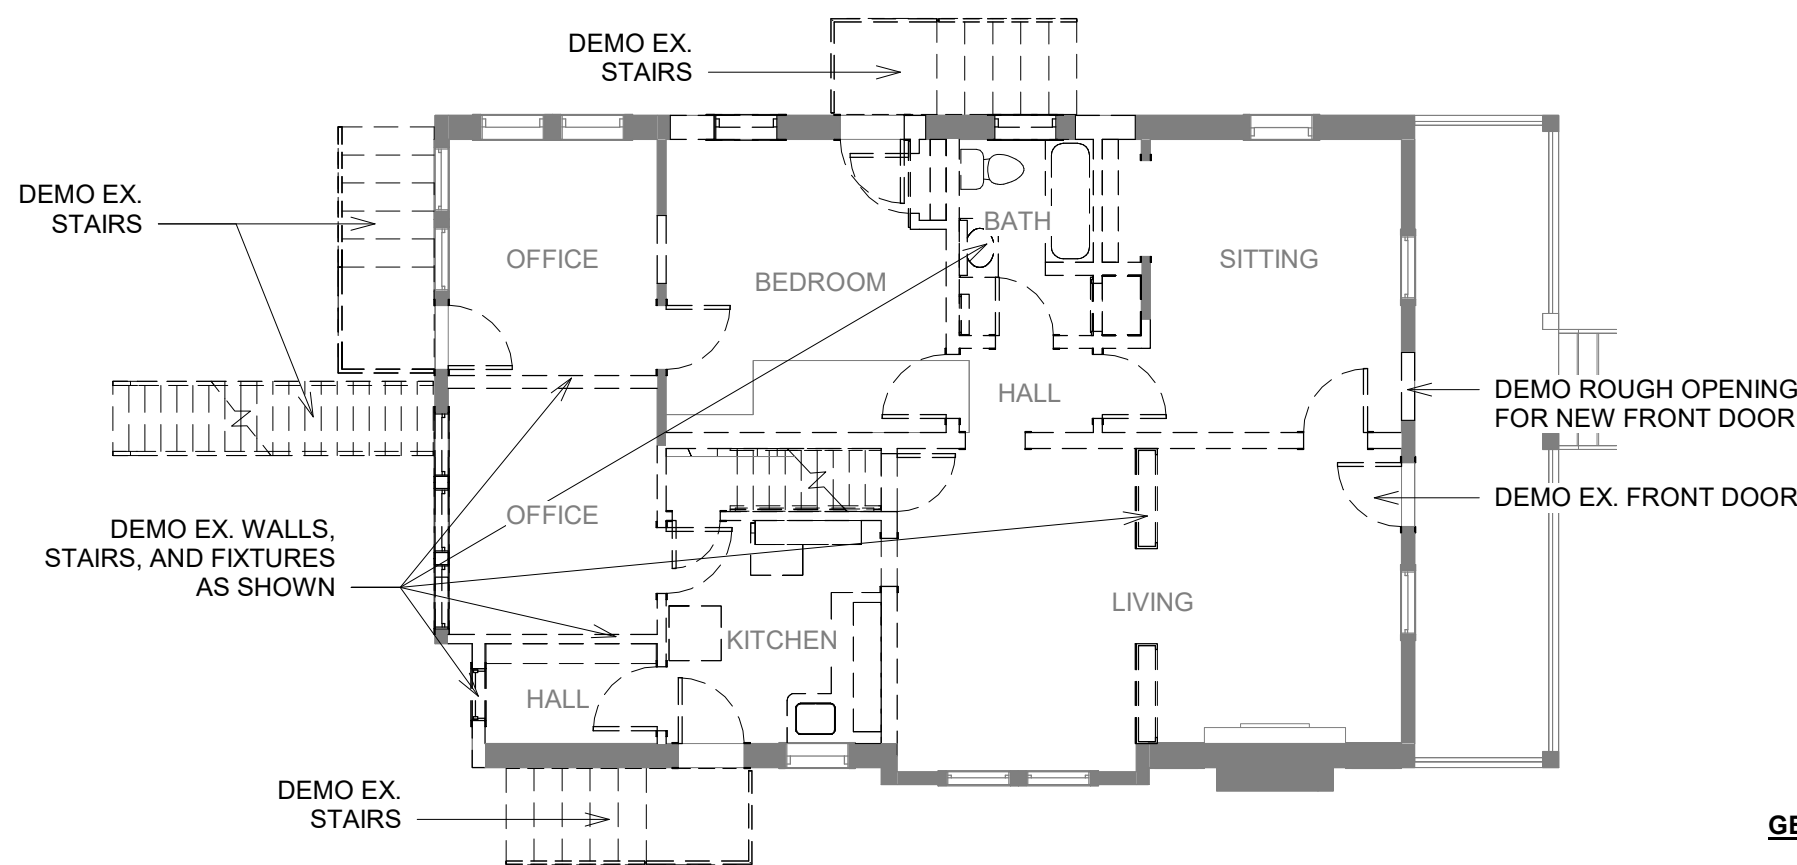 DEMO EX.
STAIRS
DEMO EX.
STAIRS
OFFICE
BEDROOM
BATH
SITTING
HALL
DEMO ROUGH OPENING
FOR NEW FRONT DOOR
DEMO EX. FRONT DOOR
OFFICE
DEMO EX. WALLS,
STAIRS, AND FIXTURES
AS SHOWN
LIVING
KITCHEN
HALL
DEMO EX.
STAIRS